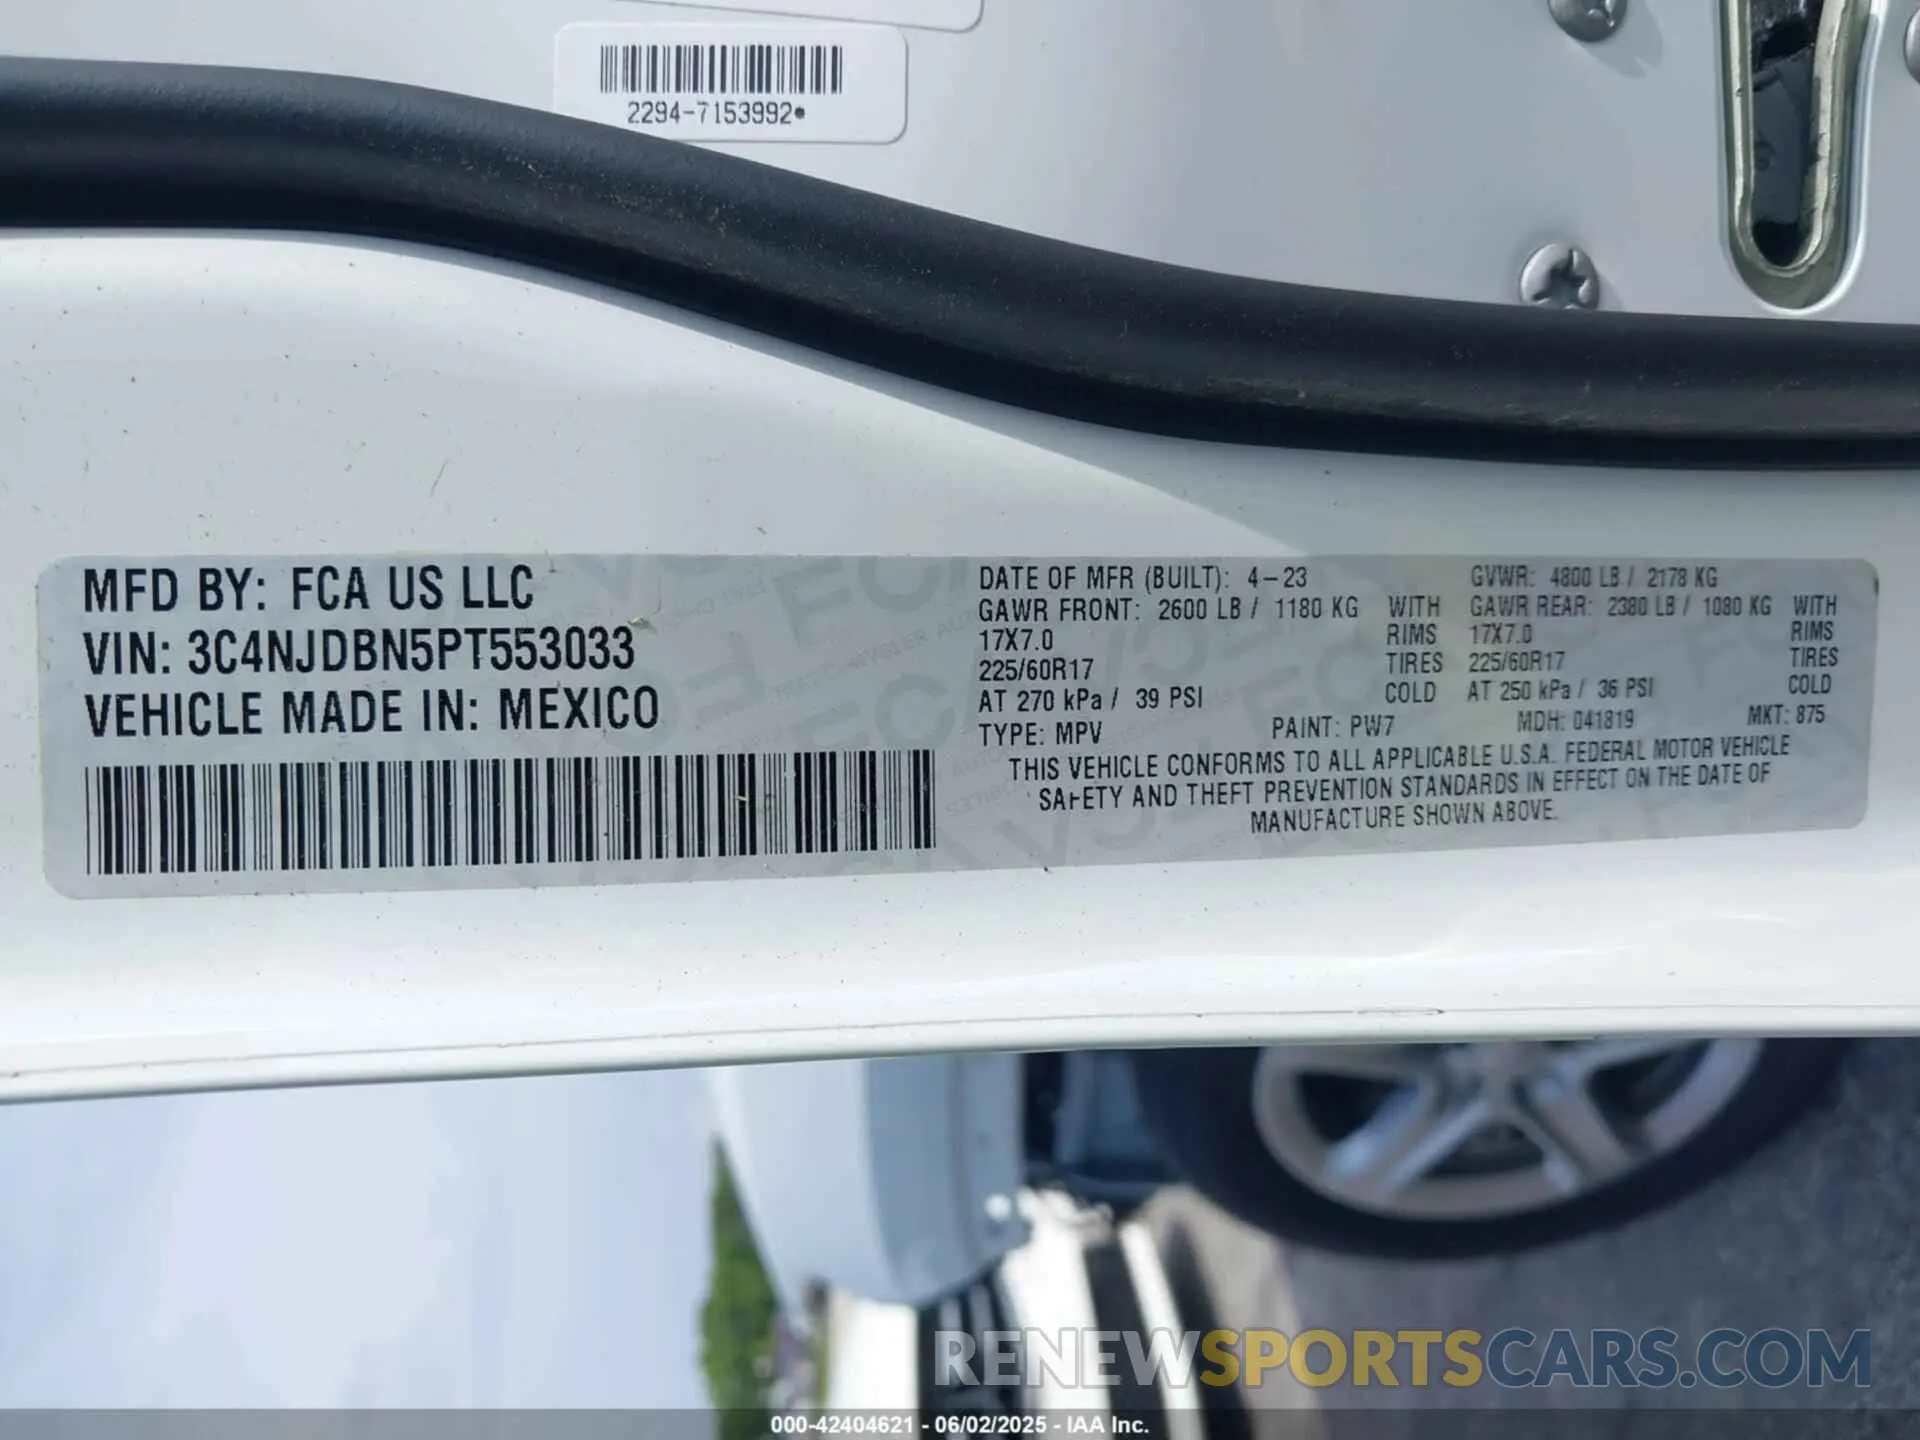 2294-7153992*
MFD BY: FCA US LLC
VIN: 3C4NJDBN5PT553033
VEHICLE MADE IN: MEXICO
DATE OF MFR (BUILT): 4-23
GVWR: 4800 LB / 2178 KG
GAWR FRONT: 2600 LB / 1180 KG WITH
GAWR REAR: 2380 LB / 1080 KG WITH
17X7.0 RIMS
17X7.0 RIMS
225/60R17 TIRES
225/60R17 TIRES
AT 270 kPa / 39 PSI COLD
AT 250 kPa / 36 PSI COLD
TYPE: MPV PAINT: PW7 MDH: 041819 MKT: 875
THIS VEHICLE CONFORMS TO ALL APPLICABLE U.S.A. FEDERAL MOTOR VEHICLE
SAFETY AND THEFT PREVENTION STANDARDS IN EFFECT ON THE DATE OF
MANUFACTURE SHOWN ABOVE.
RENEWSPORTSCARS.COM
000-42404621 - 06/02/2025 - IAA Inc.